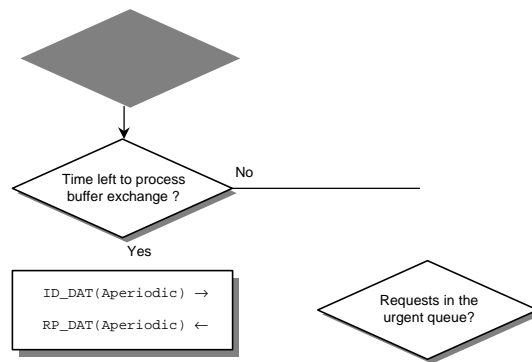 Time left to process
buffer exchange ?
No
Yes
ID_DAT(Aperiodic) →
RP_DAT(Aperiodic) ←
Requests in the
urgent queue?